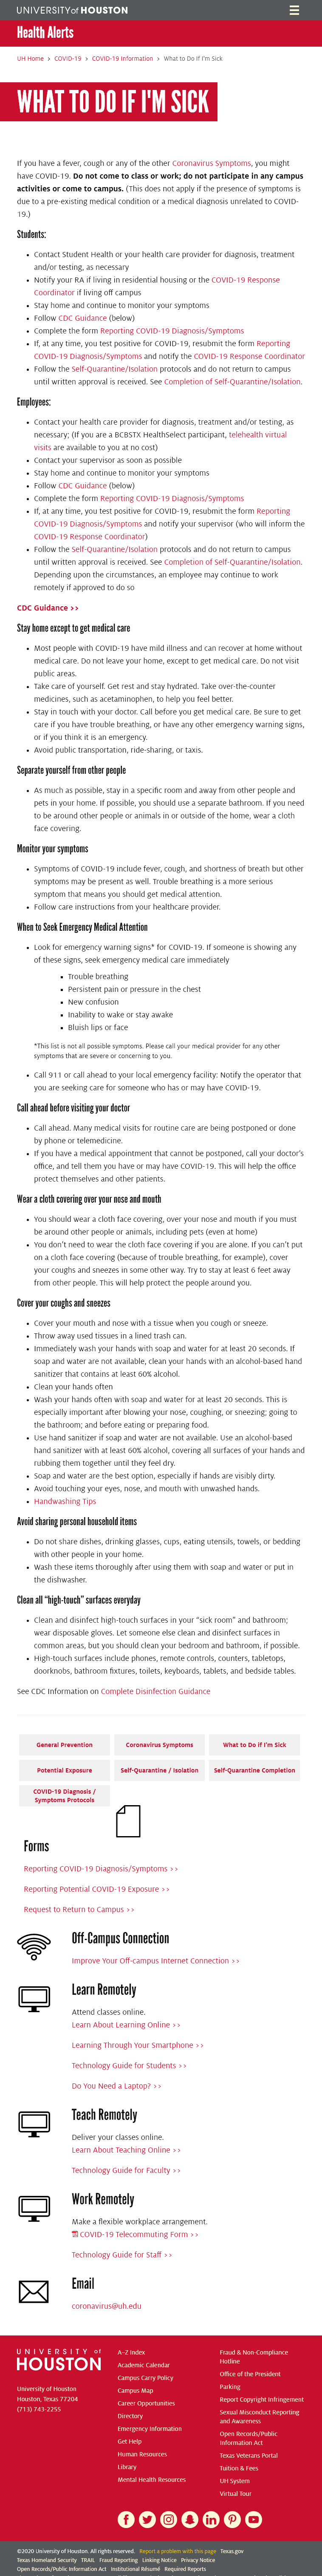 UNIVERSITY of HOUSTON
Health Alerts
UH Home > COVID-19 > COVID-19 Information > What to Do If I'm Sick
WHAT TO DO IF I'M SICK
If you have a fever, cough or any of the other Coronavirus Symptoms, you might
have COVID-19. Do not come to class or work; do not participate in any campus
activities or come to campus. (This does not apply if the presence of symptoms is
due to a pre-existing medical condition or a medical diagnosis unrelated to COVID-
19.)
Students:
• Contact Student Health or your health care provider for diagnosis, treatment
and/or testing, as necessary
• Notify your RA if living in residential housing or the COVID-19 Response
Coordinator if living off campus
• Stay home and continue to monitor your symptoms
• Follow CDC Guidance (below)
• Complete the form Reporting COVID-19 Diagnosis/Symptoms
• If, at any time, you test positive for COVID-19, resubmit the form Reporting
COVID-19 Diagnosis/Symptoms and notify the COVID-19 Response Coordinator
• Follow the Self-Quarantine/Isolation protocols and do not return to campus
until written approval is received. See Completion of Self-Quarantine/Isolation.
Employees:
• Contact your health care provider for diagnosis, treatment and/or testing, as
necessary; (If you are a BCBSTX HealthSelect participant, telehealth virtual
visits are available to you at no cost)
• Contact your supervisor as soon as possible
• Stay home and continue to monitor your symptoms
• Follow CDC Guidance (below)
• Complete the form Reporting COVID-19 Diagnosis/Symptoms
• If, at any time, you test positive for COVID-19, resubmit the form Reporting
COVID-19 Diagnosis/Symptoms and notify your supervisor (who will inform the
COVID-19 Response Coordinator)
• Follow the Self-Quarantine/Isolation protocols and do not return to campus
until written approval is received. See Completion of Self-Quarantine/Isolation.
Depending upon the circumstances, an employee may continue to work
remotely if approved to do so
CDC Guidance >>
Stay home except to get medical care
• Most people with COVID-19 have mild illness and can recover at home without
medical care. Do not leave your home, except to get medical care. Do not visit
public areas.
• Take care of yourself. Get rest and stay hydrated. Take over-the-counter
medicines, such as acetaminophen, to help you feel better.
• Stay in touch with your doctor. Call before you get medical care. Be sure to get
care if you have trouble breathing, or have any other emergency warning signs,
or if you think it is an emergency.
• Avoid public transportation, ride-sharing, or taxis.
Separate yourself from other people
• As much as possible, stay in a specific room and away from other people and
pets in your home. If possible, you should use a separate bathroom. If you need
to be around other people or animals in or outside of the home, wear a cloth
face covering.
Monitor your symptoms
• Symptoms of COVID-19 include fever, cough, and shortness of breath but other
symptoms may be present as well. Trouble breathing is a more serious
symptom that means you should get medical attention.
• Follow care instructions from your healthcare provider.
When to Seek Emergency Medical Attention
• Look for emergency warning signs* for COVID-19. If someone is showing any
of these signs, seek emergency medical care immediately
▪ Trouble breathing
▪ Persistent pain or pressure in the chest
▪ New confusion
▪ Inability to wake or stay awake
▪ Bluish lips or face
*This list is not all possible symptoms. Please call your medical provider for any other
symptoms that are severe or concerning to you.
• Call 911 or call ahead to your local emergency facility: Notify the operator that
you are seeking care for someone who has or may have COVID-19.
Call ahead before visiting your doctor
• Call ahead. Many medical visits for routine care are being postponed or done
by phone or telemedicine.
• If you have a medical appointment that cannot be postponed, call your doctor's
office, and tell them you have or may have COVID-19. This will help the office
protect themselves and other patients.
Wear a cloth covering over your nose and mouth
• You should wear a cloth face covering, over your nose and mouth if you must
be around other people or animals, including pets (even at home)
• You don't need to wear the cloth face covering if you are alone. If you can't put
on a cloth face covering (because of trouble breathing, for example), cover
your coughs and sneezes in some other way. Try to stay at least 6 feet away
from other people. This will help protect the people around you.
Cover your coughs and sneezes
• Cover your mouth and nose with a tissue when you cough or sneeze.
• Throw away used tissues in a lined trash can.
• Immediately wash your hands with soap and water for at least 20 seconds. If
soap and water are not available, clean your hands with an alcohol-based hand
sanitizer that contains at least 60% alcohol.
• Clean your hands often
• Wash your hands often with soap and water for at least 20 seconds. This is
especially important after blowing your nose, coughing, or sneezing; going to
the bathroom; and before eating or preparing food.
• Use hand sanitizer if soap and water are not available. Use an alcohol-based
hand sanitizer with at least 60% alcohol, covering all surfaces of your hands and
rubbing them together until they feel dry.
• Soap and water are the best option, especially if hands are visibly dirty.
• Avoid touching your eyes, nose, and mouth with unwashed hands.
• Handwashing Tips
Avoid sharing personal household items
• Do not share dishes, drinking glasses, cups, eating utensils, towels, or bedding
with other people in your home.
• Wash these items thoroughly after using them with soap and water or put in
the dishwasher.
Clean all "high-touch" surfaces everyday
• Clean and disinfect high-touch surfaces in your "sick room" and bathroom;
wear disposable gloves. Let someone else clean and disinfect surfaces in
common areas, but you should clean your bedroom and bathroom, if possible.
• High-touch surfaces include phones, remote controls, counters, tabletops,
doorknobs, bathroom fixtures, toilets, keyboards, tablets, and bedside tables.
See CDC Information on Complete Disinfection Guidance
General Prevention
Coronavirus Symptoms
What to Do if I'm Sick
Potential Exposure
Self-Quarantine / Isolation
Self-Quarantine Completion
COVID-19 Diagnosis /
Symptoms Protocols
Forms
Reporting COVID-19 Diagnosis/Symptoms >>
Reporting Potential COVID-19 Exposure >>
Request to Return to Campus >>
Off-Campus Connection
Improve Your Off-campus Internet Connection >>
Learn Remotely
Attend classes online.
Learn About Learning Online >>
Learning Through Your Smartphone >>
Technology Guide for Students >>
Do You Need a Laptop? >>
Teach Remotely
Deliver your classes online.
Learn About Teaching Online >>
Technology Guide for Faculty >>
Work Remotely
Make a flexible workplace arrangement.
COVID-19 Telecommuting Form >>
Technology Guide for Staff >>
Email
coronavirus@uh.edu
UNIVERSITY of
HOUSTON
University of Houston
Houston, Texas 77204
(713) 743-2255
A-Z Index
Academic Calendar
Campus Carry Policy
Campus Map
Career Opportunities
Directory
Emergency Information
Get Help
Human Resources
Library
Mental Health Resources
Fraud & Non-Compliance
Hotline
Office of the President
Parking
Report Copyright Infringement
Sexual Misconduct Reporting
and Awareness
Open Records/Public
Information Act
Texas Veterans Portal
Tuition & Fees
UH System
Virtual Tour
©2020 University of Houston. All rights reserved. Report a problem with this page Texas.gov
Texas Homeland Security TRAIL Fraud Reporting Linking Notice Privacy Notice
Open Records/Public Information Act Institutional Résumé Required Reports